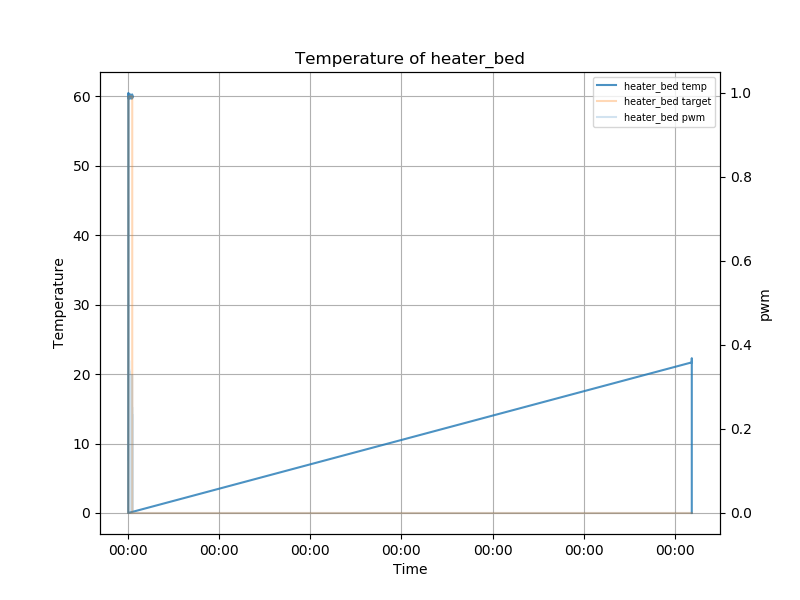 Temperature of heater_bed
heater_bed temp
heater_bed target
heater_bed pwm
60
50
40
30
20
10
0
Temperature
1.0
0.8
0.6
0.4
0.2
0.0
pwm
00:00 00:00 00:00 00:00 00:00 00:00 00:00
Time